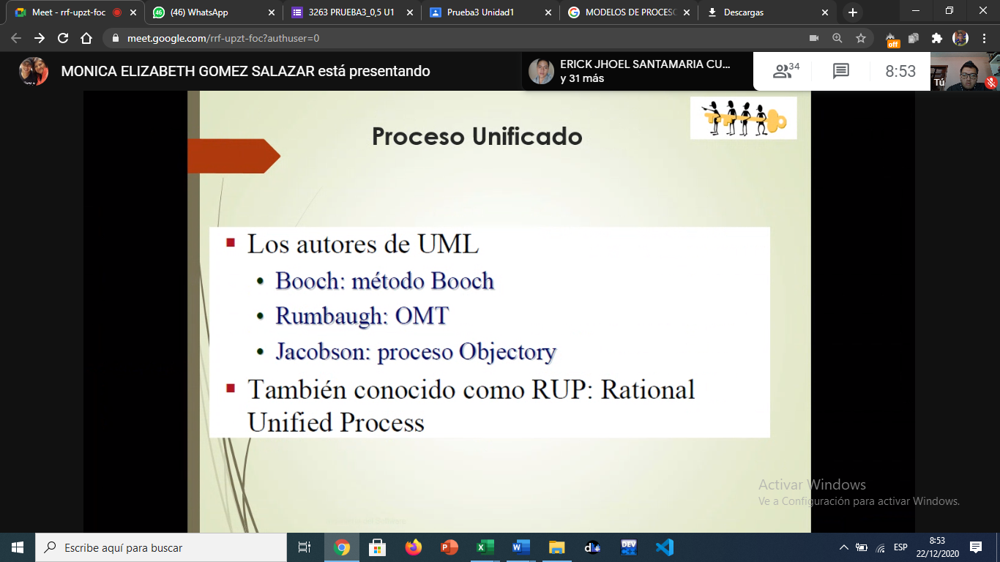 Meet - rrf-upzt-foc
(46) WhatsApp
3263 PRUEBA3_0,5 U1
Prueba3 Unidad1
MODELOS DE PROCESO
Descargas
meet.google.com/rrf-upzt-foc?authuser=0
off
MONICA ELIZABETH GOMEZ SALAZAR está presentando
ERICK JHOEL SANTAMARIA CU...
y 31 más
34
8:53
Tú
Proceso Unificado
Los autores de UML
• Booch: método Booch
• Rumbaugh: OMT
• Jacobson: proceso Objectory
También conocido como RUP: Rational
Unified Process
Activar Windows
Ve a Configuración para activar Windows.
Escribe aquí para buscar
DEV
ESP
8:53
22/12/2020